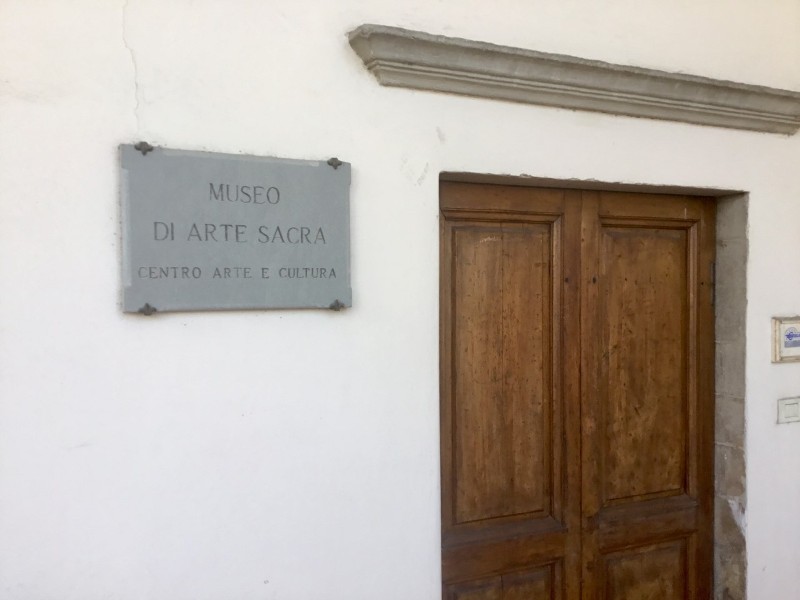 MUSEO
DI ARTE SACRA
CENTRO ARTE E CULTURA